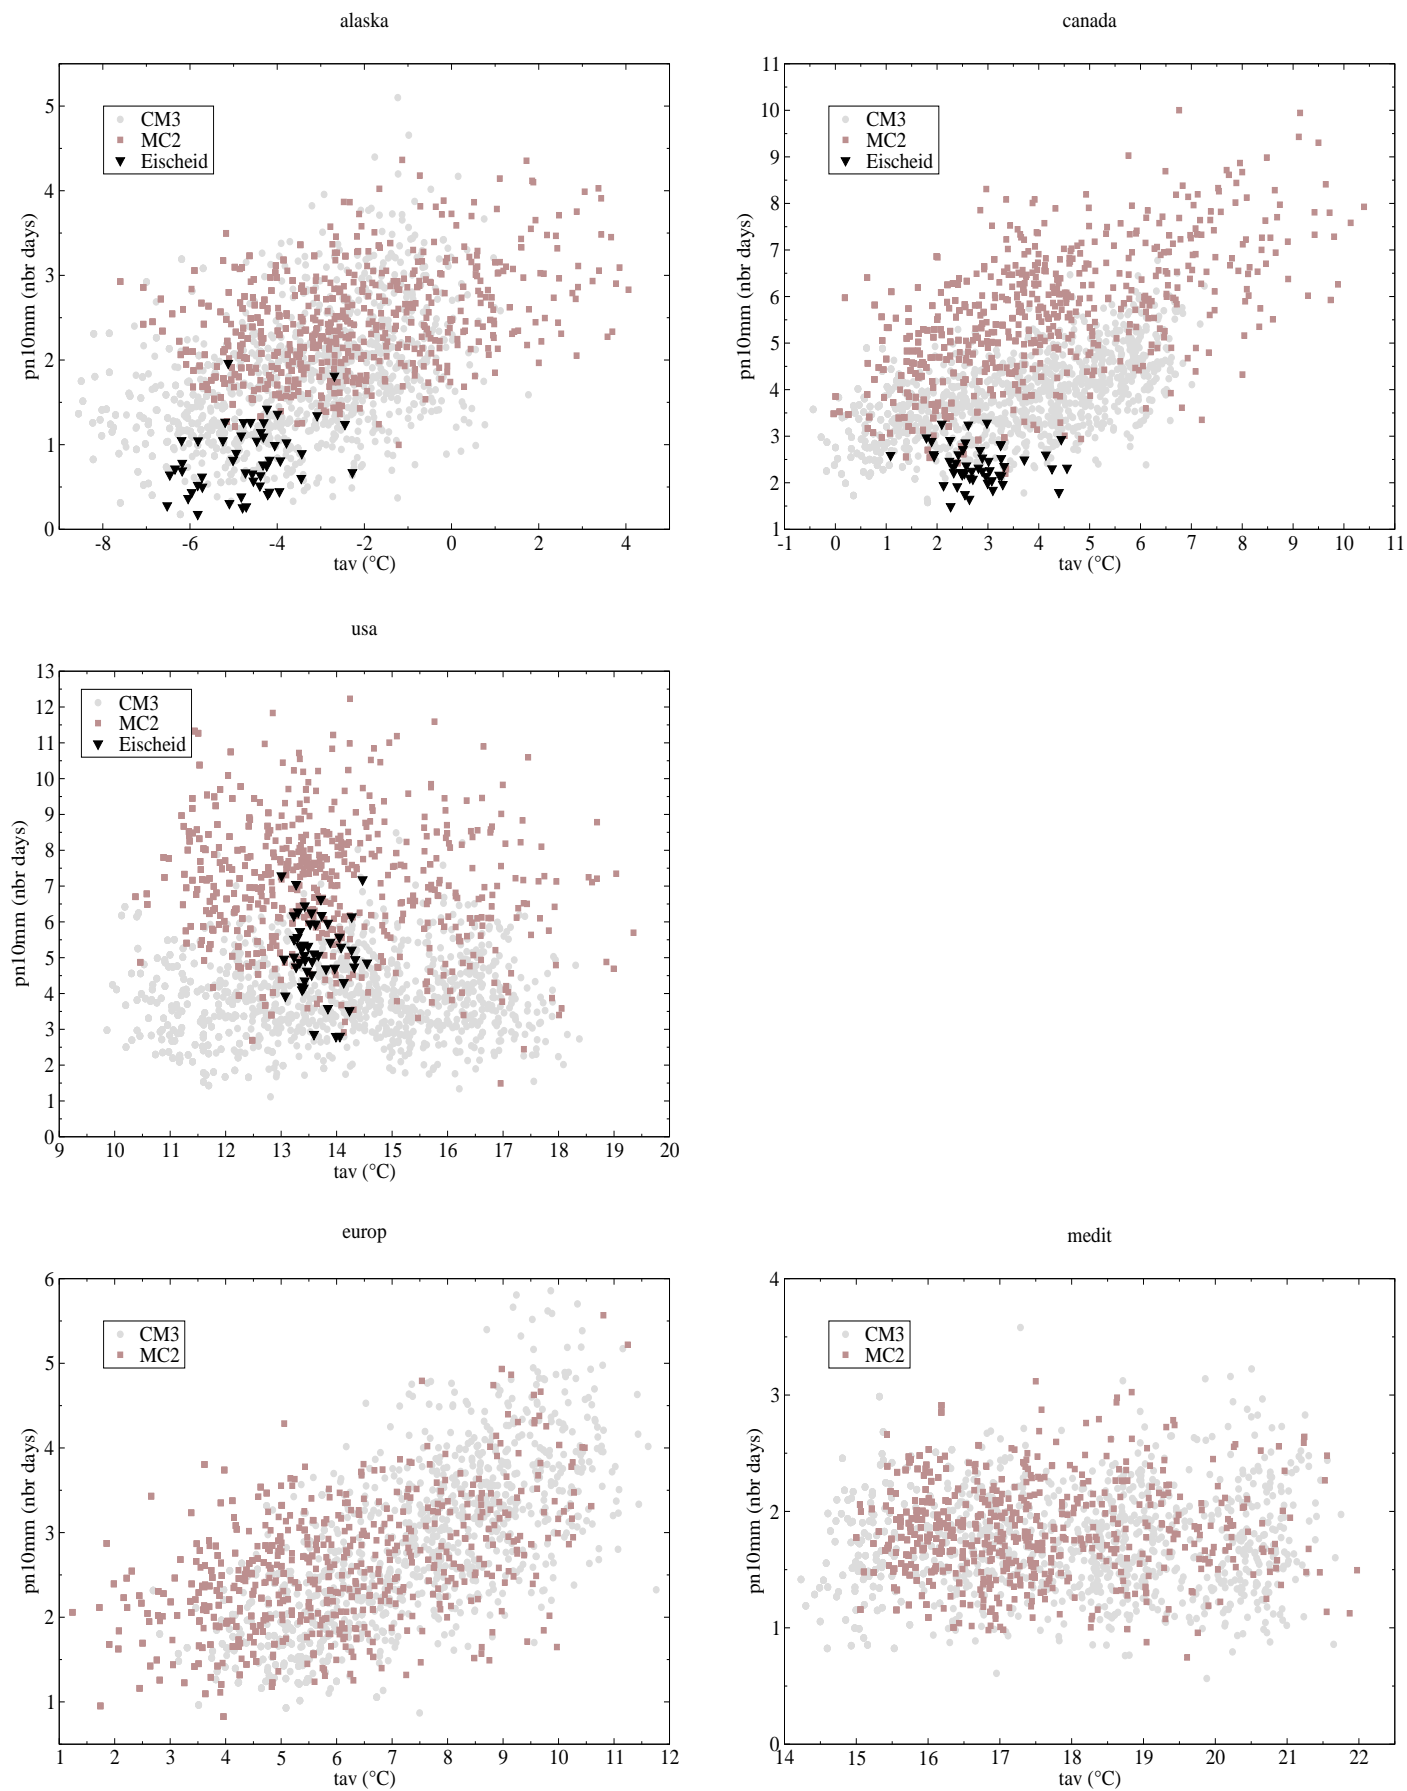 alaska
5
4
3
2
1
0
pn10mm (nbr days)
CM3
MC2
Eischeid
-8 -6 -4 -2 0 2 4
tav (°C)
canada
11
10
9
8
7
6
5
4
3
2
1
pn10mm (nbr days)
CM3
MC2
Eischeid
-1 0 1 2 3 4 5 6 7 8 9 10 11
tav (°C)
usa
13
12
11
10
9
8
7
6
5
4
3
2
1
0
pn10mm (nbr days)
CM3
MC2
Eischeid
9 10 11 12 13 14 15 16 17 18 19 20
tav (°C)
europ
6
5
4
3
2
1
pn10mm (nbr days)
CM3
MC2
1 2 3 4 5 6 7 8 9 10 11 12
tav (°C)
medit
4
3
2
1
0
pn10mm (nbr days)
CM3
MC2
14 15 16 17 18 19 20 21 22
tav (°C)